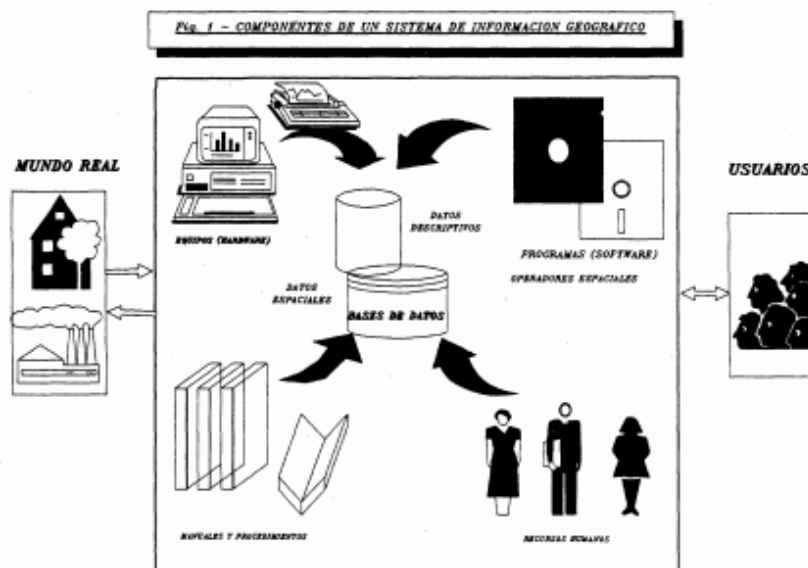 Fig. 1 - COMPONENTES DE UN SISTEMA DE INFORMACION GEOGRAFICO
MUNDO REAL
USUARIOS
EQUIPOS (HARDWARE)
DATOS
DESCRIPTIVOS
PROGRAMAS (SOFTWARE)
OPERADORES ESPACIALES
DATOS
ESPACIALES
BASES DE DATOS
MANUALES Y PROCEDIMIENTOS
RECURSOS HUMANOS